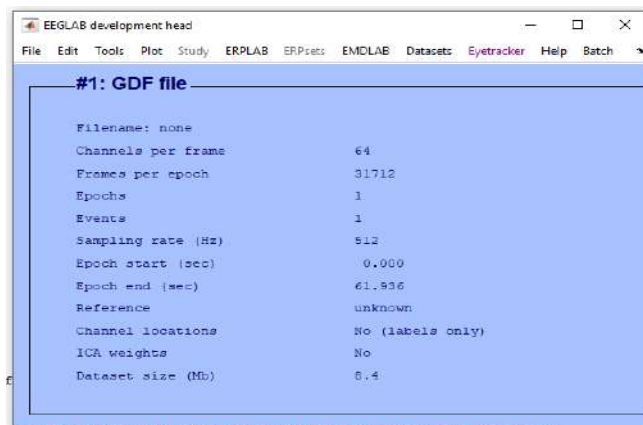 EEGLAB development head
File Edit Tools Plot Study ERPLAB ERPsets EMDLAB Datasets Eyetracker Help Batch
#1: GDF file
Filename: none
Channels per frame 64
Frames per epoch 31712
Epochs 1
Events 1
Sampling rate (Hz) 512
Epoch start (sec) 0.000
Epoch end (sec) 61.936
Reference unknown
Channel locations No (labels only)
ICA weights No
Dataset size (Mb) 8.4
f